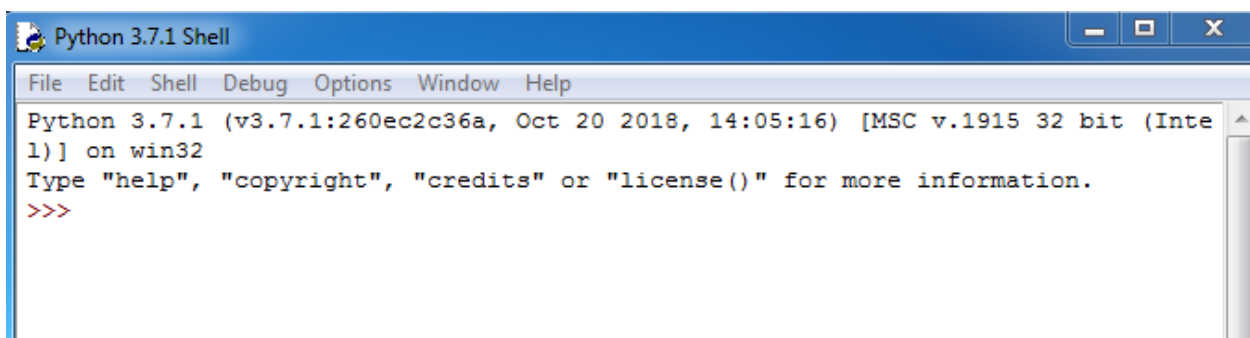 Python 3.7.1 Shell
File Edit Shell Debug Options Window Help
Python 3.7.1 (v3.7.1:260ec2c36a, Oct 20 2018, 14:05:16) [MSC v.1915 32 bit (Inte
l)] on win32
Type "help", "copyright", "credits" or "license()" for more information.
>>>